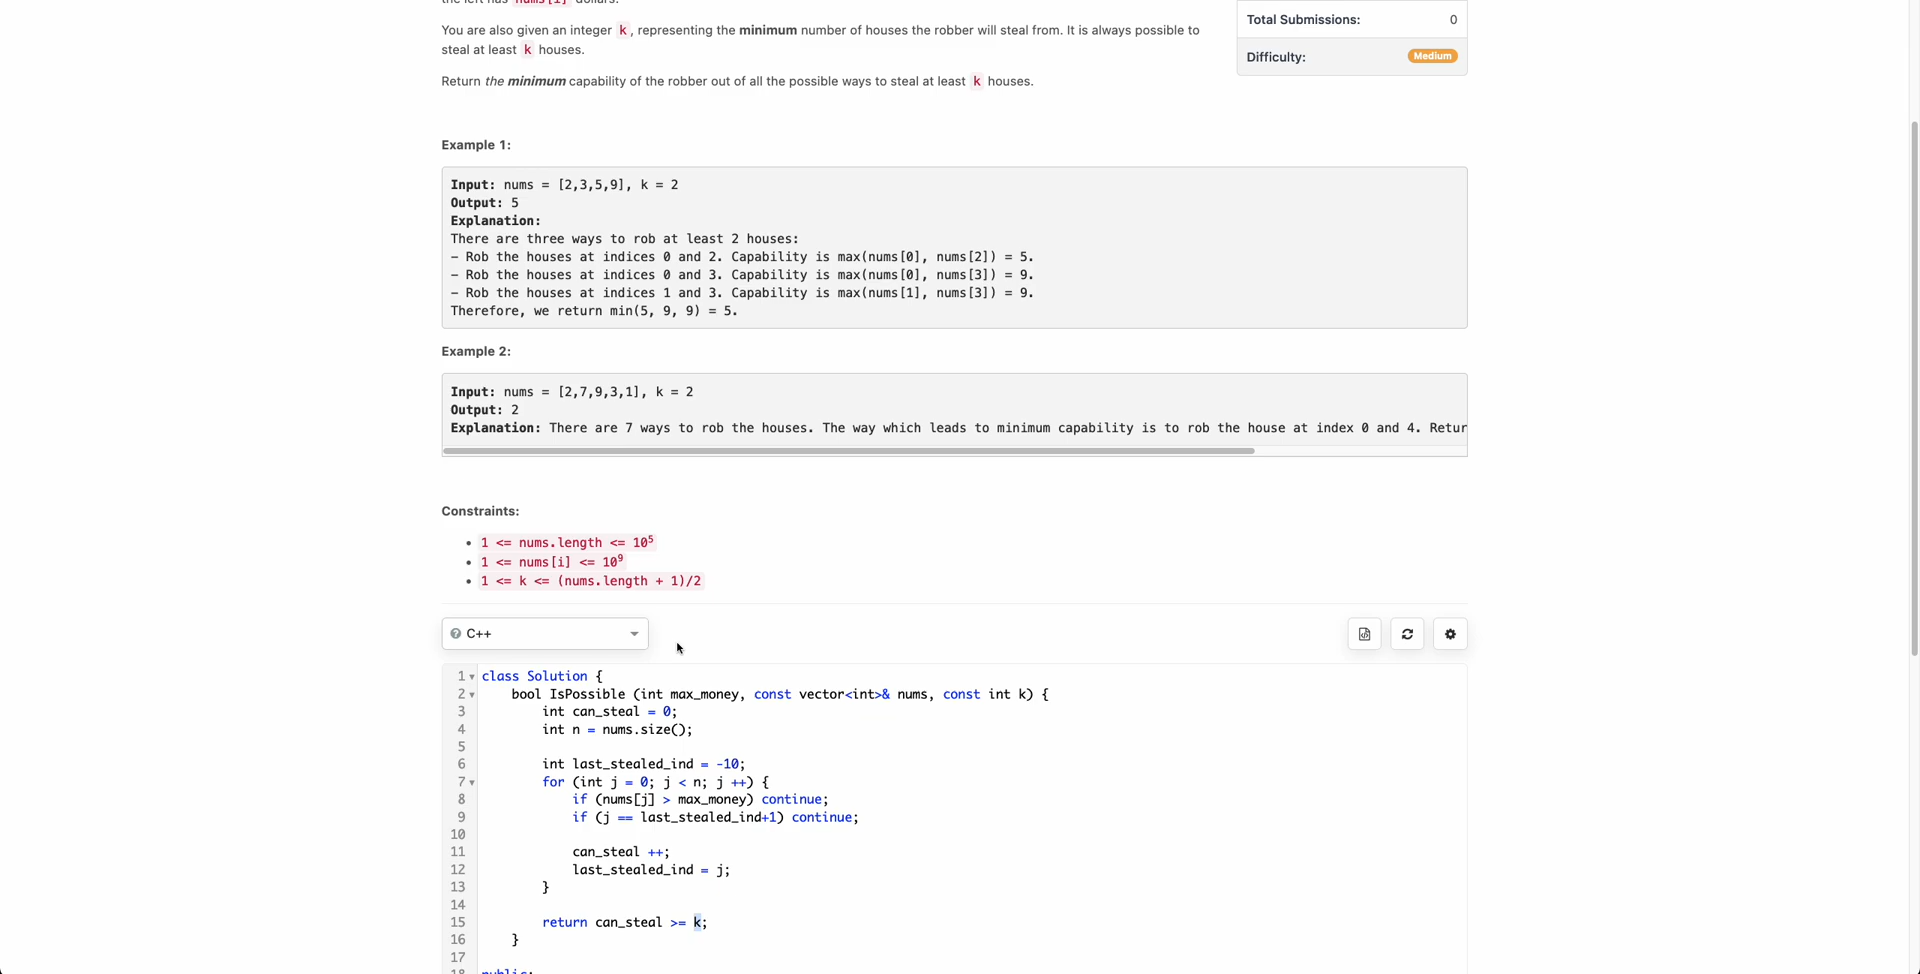 the left has nums[i] dollars.
You are also given an integer k, representing the minimum number of houses the robber will steal from. It is always possible to
steal at least k houses.
Return the minimum capability of the robber out of all the possible ways to steal at least k houses.
Total Submissions: 0
Difficulty: Medium
Example 1:
Input: nums = [2,3,5,9], k = 2
Output: 5
Explanation:
There are three ways to rob at least 2 houses:
- Rob the houses at indices 0 and 2. Capability is max(nums[0], nums[2]) = 5.
- Rob the houses at indices 0 and 3. Capability is max(nums[0], nums[3]) = 9.
- Rob the houses at indices 1 and 3. Capability is max(nums[1], nums[3]) = 9.
Therefore, we return min(5, 9, 9) = 5.
Example 2:
Input: nums = [2,7,9,3,1], k = 2
Output: 2
Explanation: There are 7 ways to rob the houses. The way which leads to minimum capability is to rob the house at index 0 and 4. Retur
Constraints:
• 1 <= nums.length <= 10⁵
• 1 <= nums[i] <= 10⁹
• 1 <= k <= (nums.length + 1)/2
C++
1 class Solution {
2 bool IsPossible (int max_money, const vector<int>& nums, const int k) {
3 int can_steal = 0;
4 int n = nums.size();
5
6 int last_stealed_ind = -10;
7 for (int j = 0; j < n; j ++) {
8 if (nums[j] > max_money) continue;
9 if (j == last_stealed_ind+1) continue;
10
11 can_steal ++;
12 last_stealed_ind = j;
13 }
14
15 return can_steal >= k;
16 }
17
18 public: